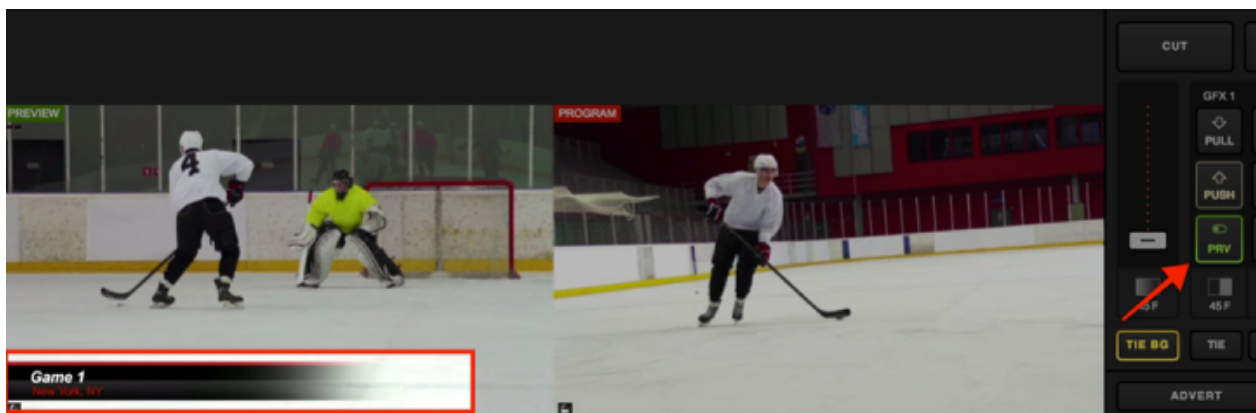 PREVIEW
4
Game 1
New York, NY
PROGRAM
CUT
GFX 1
PULL
PUSH
PRV
45 F
45 F
TIE BG
TIE
ADVERT